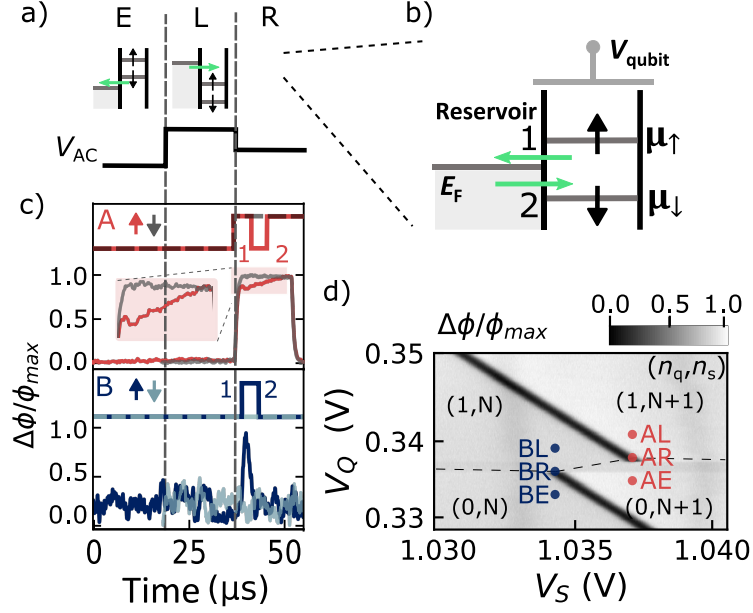 a)
E
L
R
V_AC
b)
V_qubit
Reservoir
1
μ↑
E_F
2
μ↓
c)
A
1
2
1.0
0.5
0.0
B
1
2
1.0
0.5
0.0
Δϕ/ϕ_max
0
25
50
Time (μs)
d)
0.0 0.5 1.0
Δϕ/ϕ_max
(n_q,n_s)
0.35
0.34
0.33
V_Q (V)
(1,N)
(1,N+1)
AL
AR
AE
BL
BR
BE
(0,N)
(0,N+1)
1.030
1.035
1.040
V_S (V)